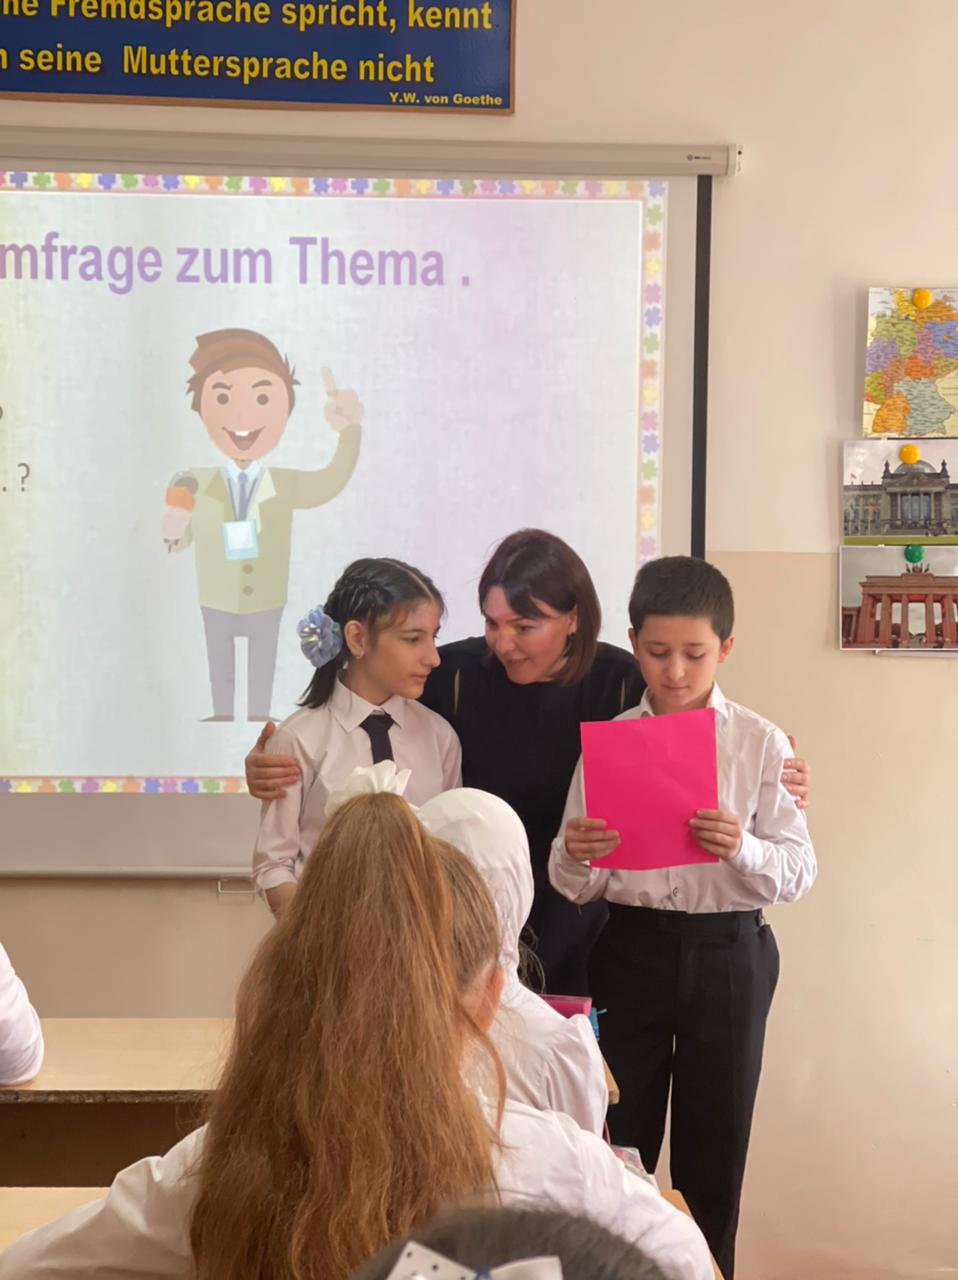 ne Fremdsprache spricht, kennt
n seine Muttersprache nicht
Y.W. von Goethe
mfrage zum Thema .
. ?